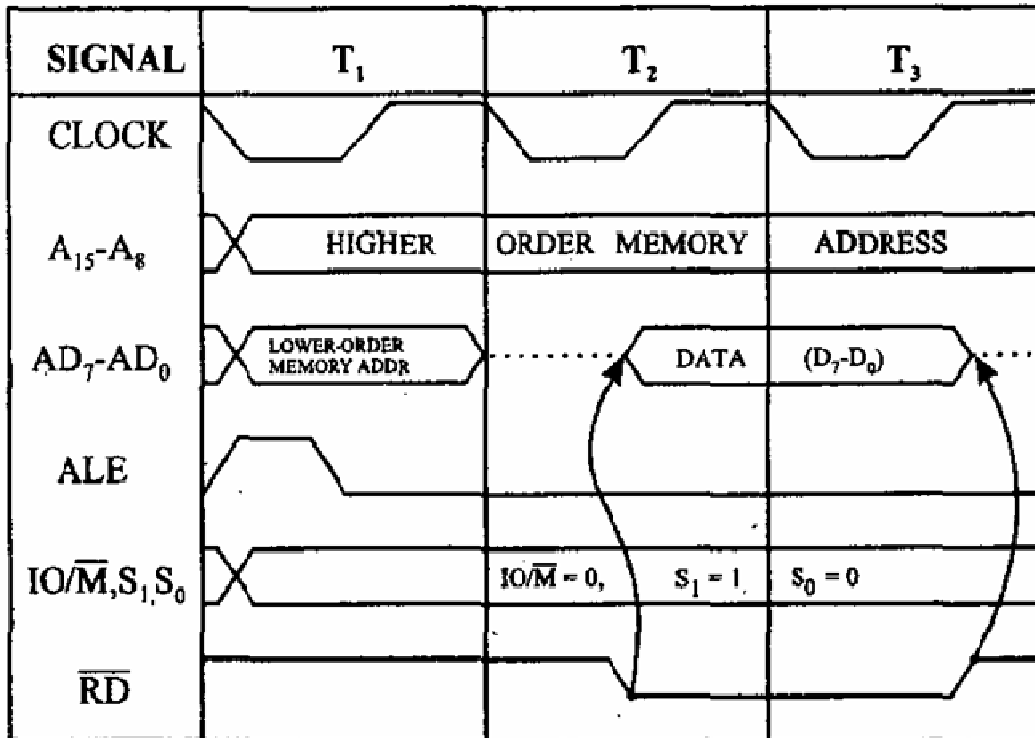 SIGNAL T₁ T₂ T₃
CLOCK
A₁₅-A₈ HIGHER ORDER MEMORY ADDRESS
AD₇-AD₀ LOWER-ORDER MEMORY ADDR DATA (D₇-D₀)
ALE
IO/M̅,S₁,S₀ IO/M̅ = 0, S₁ = 1 S₀ = 0
R̅D̅